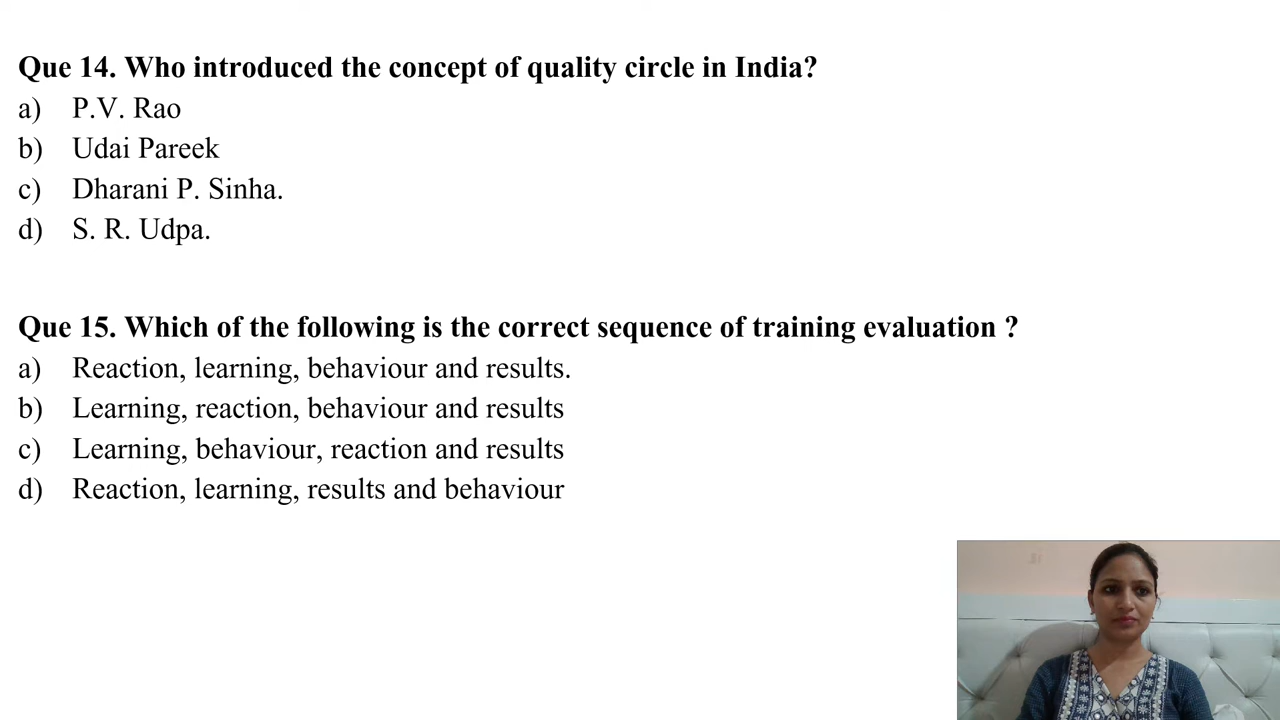 Que 14. Who introduced the concept of quality circle in India?
a) P.V. Rao
b) Udai Pareek
c) Dharani P. Sinha.
d) S. R. Udpa.
Que 15. Which of the following is the correct sequence of training evaluation ?
a) Reaction, learning, behaviour and results.
b) Learning, reaction, behaviour and results
c) Learning, behaviour, reaction and results
d) Reaction, learning, results and behaviour